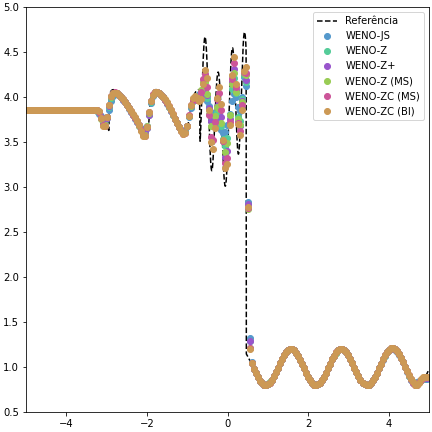 5.0
4.5
4.0
3.5
3.0
2.5
2.0
1.5
1.0
0.5
−4
−2
0
2
4
Referência
WENO-JS
WENO-Z
WENO-Z+
WENO-Z (MS)
WENO-ZC (MS)
WENO-ZC (BI)